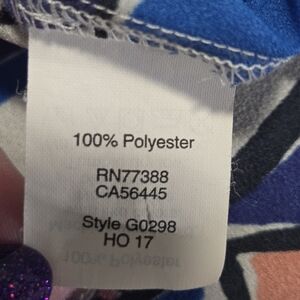 100% Polyester
RN77388
CA56445
Style G0298
HO 17